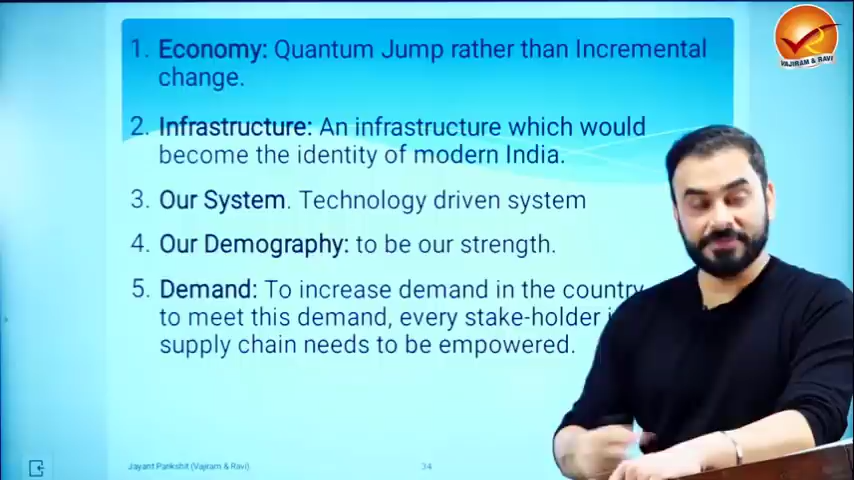 VAJIRAM & RAVI
1. Economy: Quantum Jump rather than Incremental
change.
2. Infrastructure: An infrastructure which would
become the identity of modern India.
3. Our System. Technology driven system
4. Our Demography: to be our strength.
5. Demand: To increase demand in the country
to meet this demand, every stake-holder
supply chain needs to be empowered.
Jayant Parikshit (Vajiram & Ravi)
34